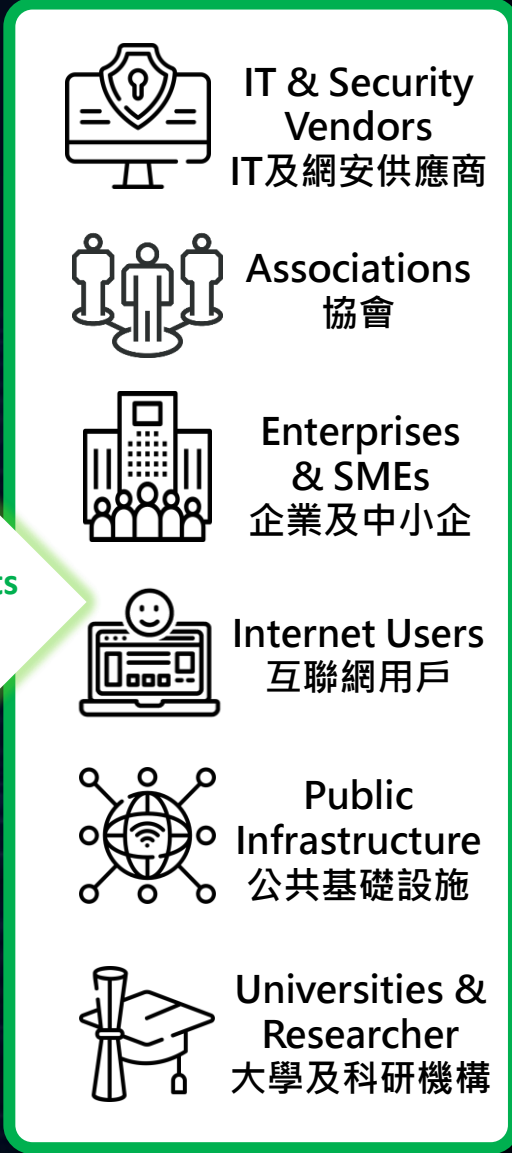 IT & Security
Vendors
IT及網安供應商
Associations
協會
Enterprises
& SMEs
企業及中小企
Internet Users
互聯網用戶
Public
Infrastructure
公共基礎設施
Universities &
Researcher
大學及科研機構